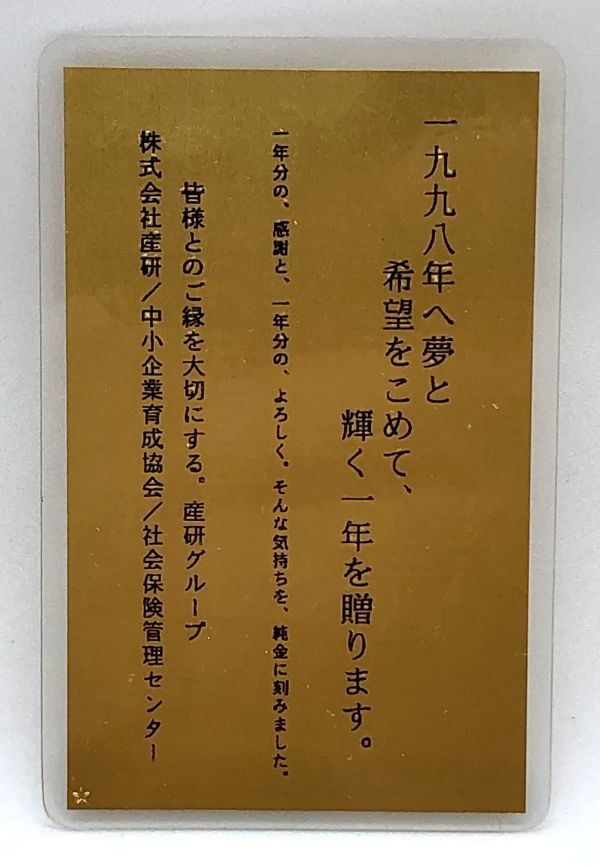 一九九八年へ夢と
希望をこめて、
輝く一年を贈ります。
一年分の、感謝と、一年分の、よろしく。そんな気持ちを、純金に刻みました。
皆様とのご縁を大切にする。産研グループ
株式会社産研／中小企業育成協会／社会保険管理センター